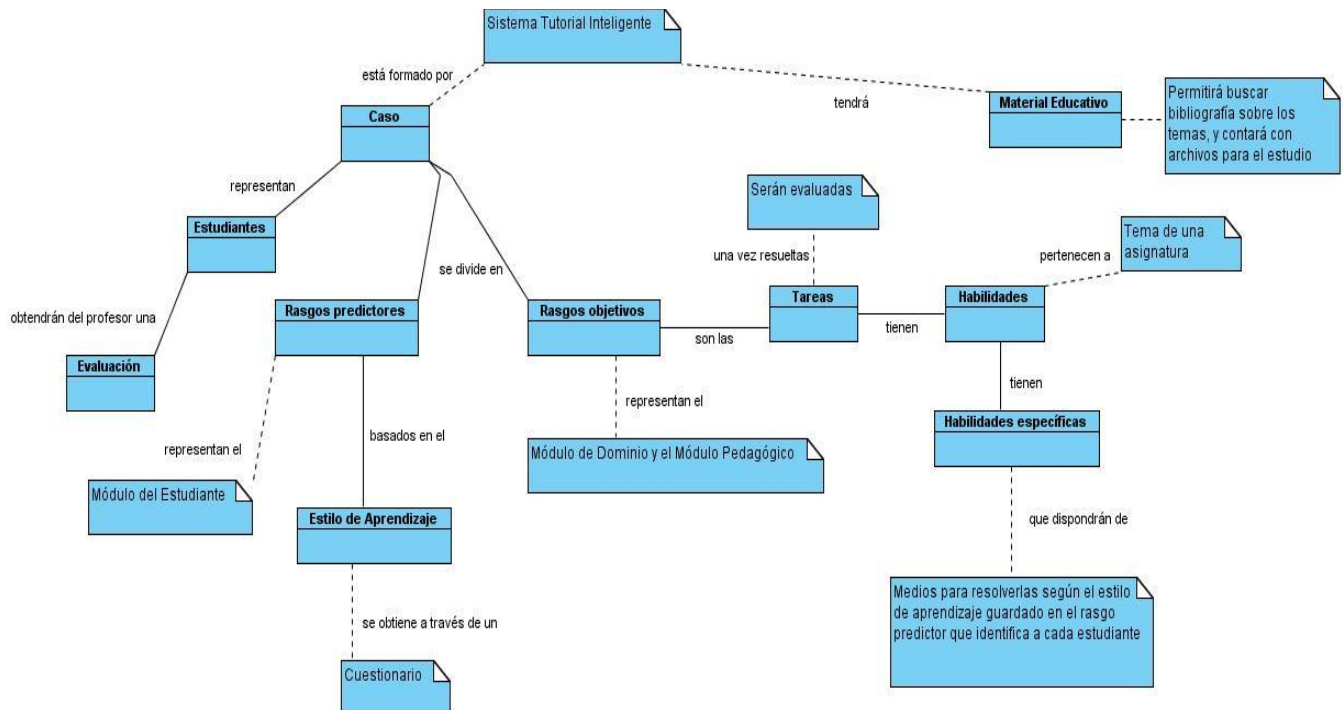 Sistema Tutorial Inteligente
está formado por
tendrá
Caso
Material Educativo
Permitirá buscar
bibliografía sobre los
temas, y contará con
archivos para el estudio
representan
Serán evaluadas
Estudiantes
Tema de una
asignatura
una vez resueltas
pertenecen a
se divide en
obtendrán del profesor una
Rasgos predictores
Rasgos objetivos
son las
Tareas
tienen
Habilidades
Evaluación
tienen
representan el
basados en el
representan el
Habilidades específicas
Módulo de Dominio y el Módulo Pedagógico
Módulo del Estudiante
Estilo de Aprendizaje
que dispondrán de
se obtiene a través de un
Medios para resolverlas según el estilo
de aprendizaje guardado en el rasgo
predictor que identifica a cada estudiante
Cuestionario